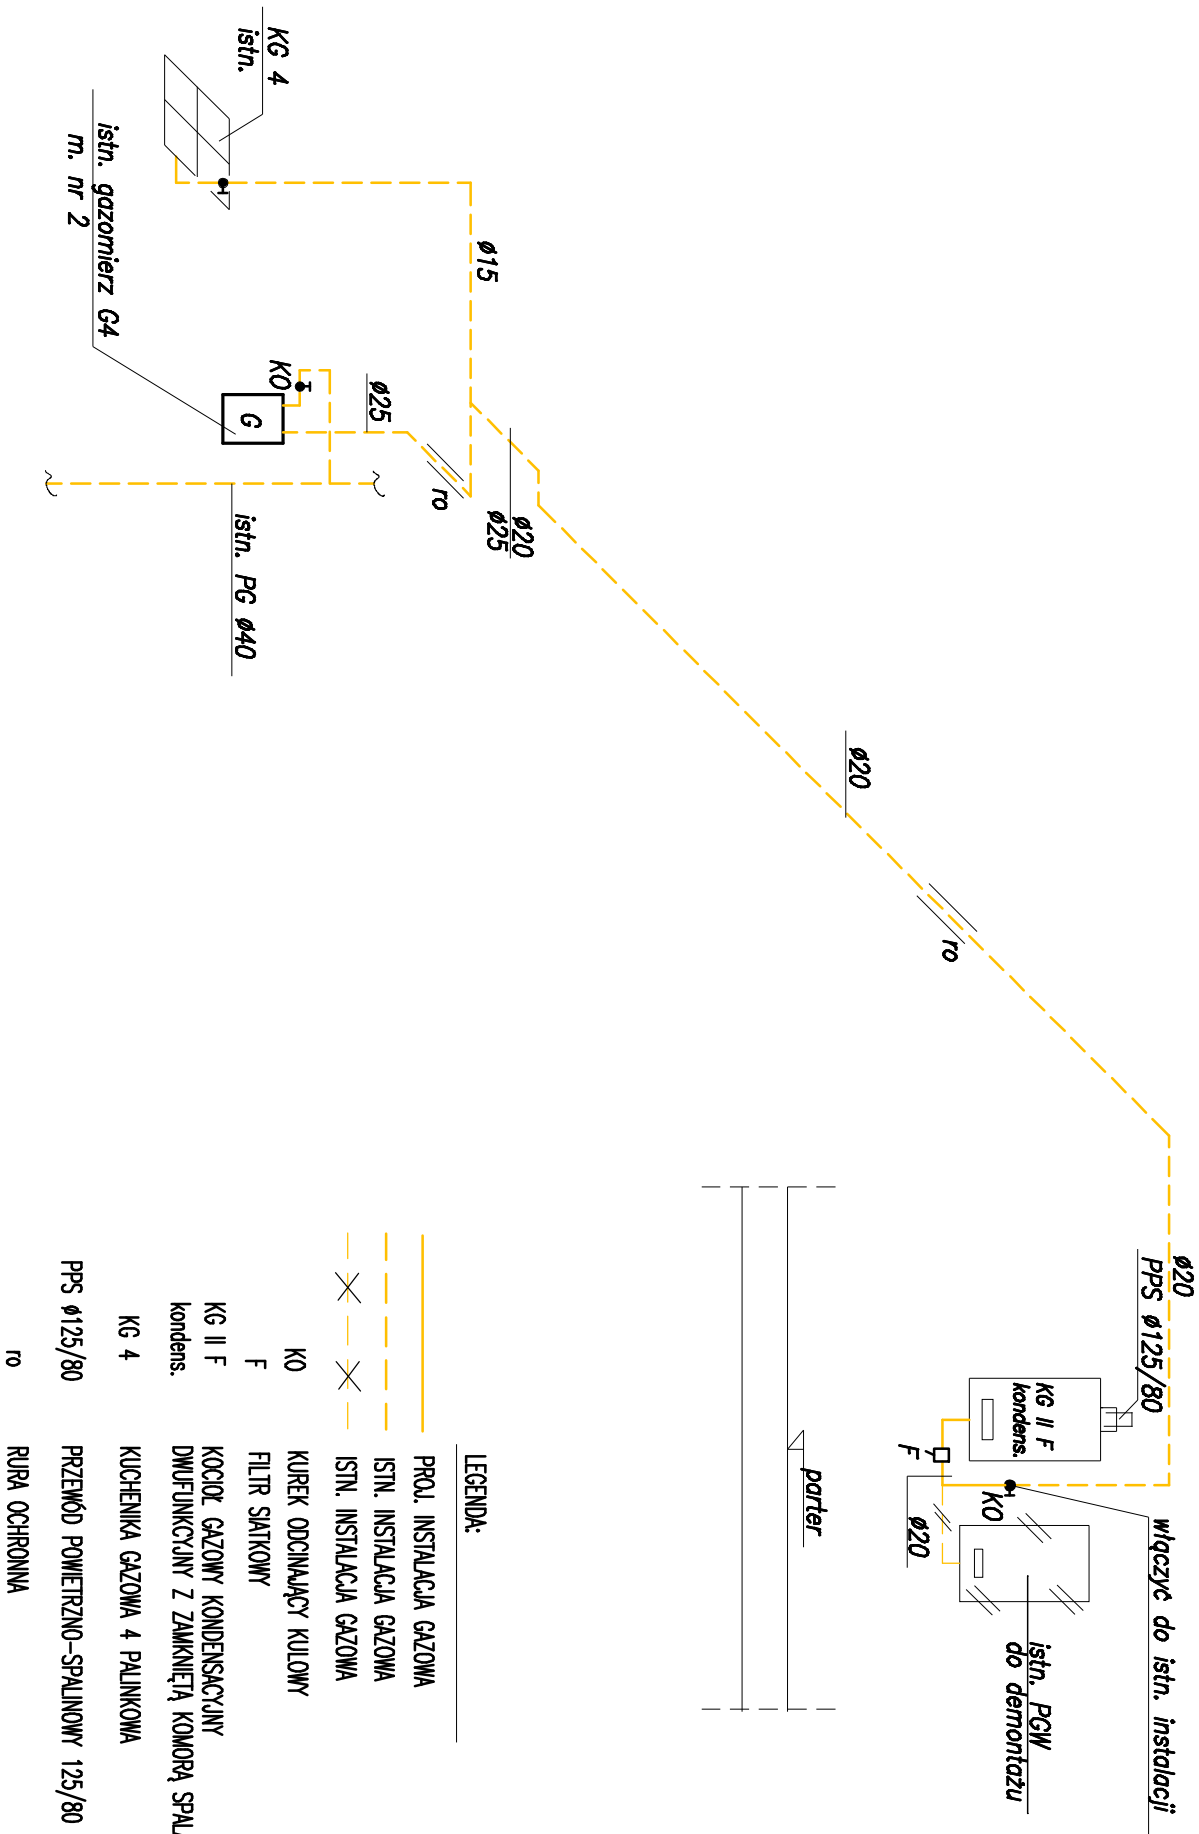 ø20
PPS ø125/80
włączyć do istn. instalacji
KG II F
kondens.
KO
F
ø20
istn. PGW
do demontażu
ro
ø20
parter
ø20
ø25
ø15
ro
ø25
KO
G
KG 4
istn.
istn. PG ø40
istn. gazomierz G4
m. nr 2
LEGENDA:
PROJ. INSTALACJA GAZOWA
ISTN. INSTALACJA GAZOWA
ISTN. INSTALACJA GAZOWA
KO KUREK ODCINAJĄCY KULOWY
F FILTR SIATKOWY
KG II F KOCIOŁ GAZOWY KONDENSACYJNY
kondens. DWUFUNKCYJNY Z ZAMKNIĘTĄ KOMORĄ SPAL.
KG 4 KUCHENKA GAZOWA 4 PALINKOWA
PPS ø125/80 PRZEWÓD POWIETRZNO-SPALINOWY 125/80
ro RURA OCHRONNA